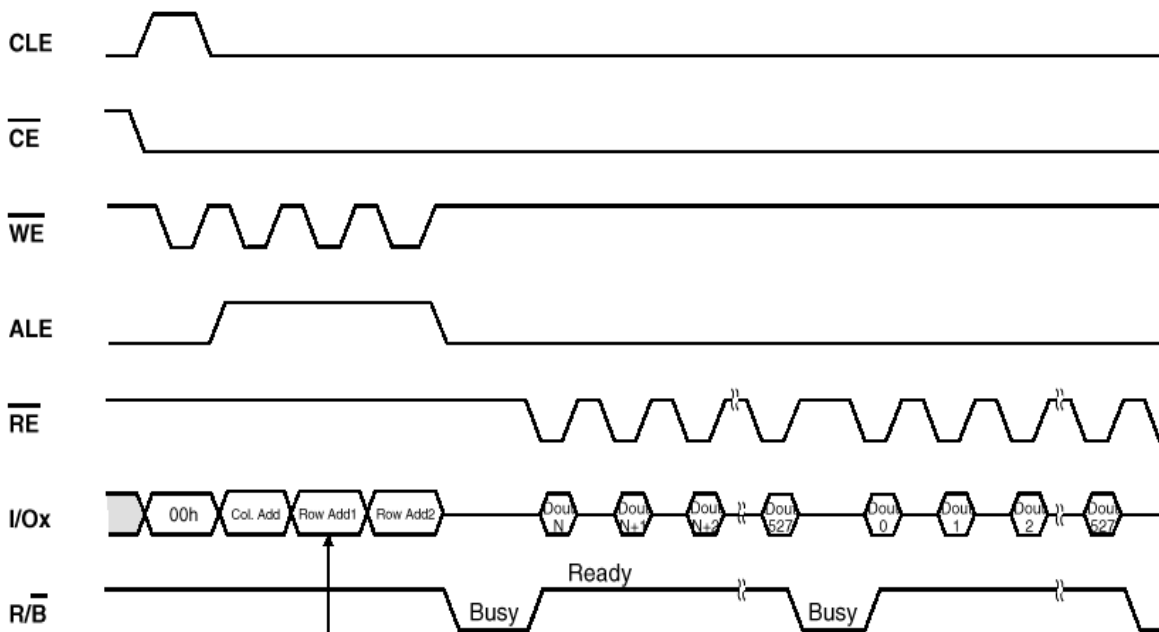 CLE
CE
WE
ALE
RE
I/Ox
00h
Col. Add
Row Add1
Row Add2
Dout
N
Dout
N+1
Dout
N+2
Dout
527
Dout
0
Dout
1
Dout
2
Dout
527
R/B
Busy
Ready
Busy